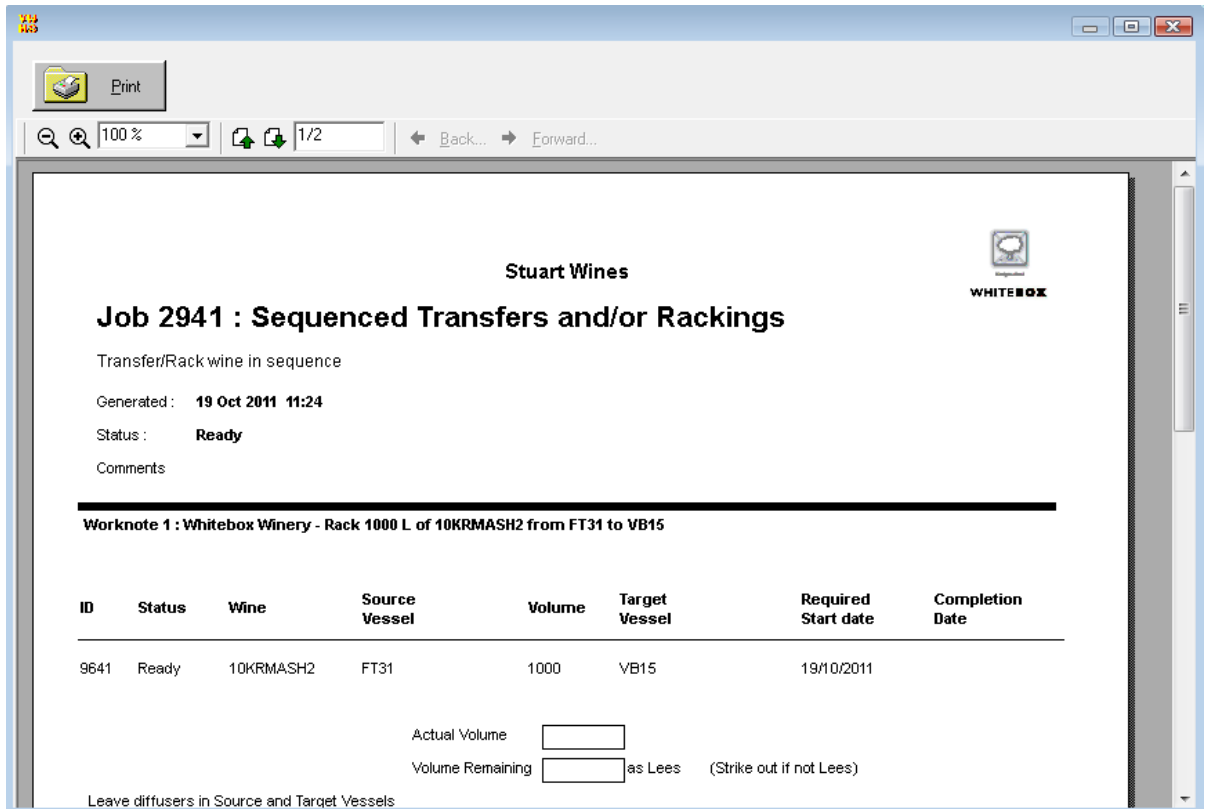 Print
100 %
1/2
Back...
Forward...
Stuart Wines
WHITEBOX
Job 2941 : Sequenced Transfers and/or Rackings
Transfer/Rack wine in sequence
Generated : 19 Oct 2011 11:24
Status : Ready
Comments
Worknote 1 : Whitebox Winery - Rack 1000 L of 10KRMASH2 from FT31 to VB15
ID Status Wine Source Vessel Volume Target Vessel Required Start date Completion Date
9641 Ready 10KRMASH2 FT31 1000 VB15 19/10/2011
Actual Volume
Volume Remaining as Lees (Strike out if not Lees)
Leave diffusers in Source and Target Vessels